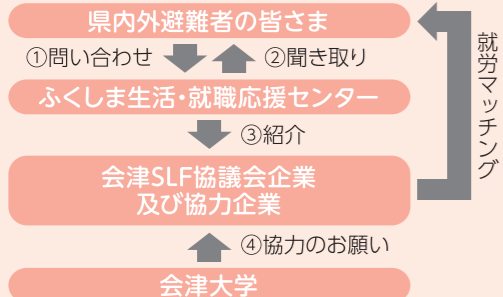 県内外避難者の皆さま
①問い合わせ
②聞き取り
ふくしま生活・就職応援センター
③紹介
会津SLF協議会企業
及び協力企業
④協力のお願い
会津大学
就労マッチング